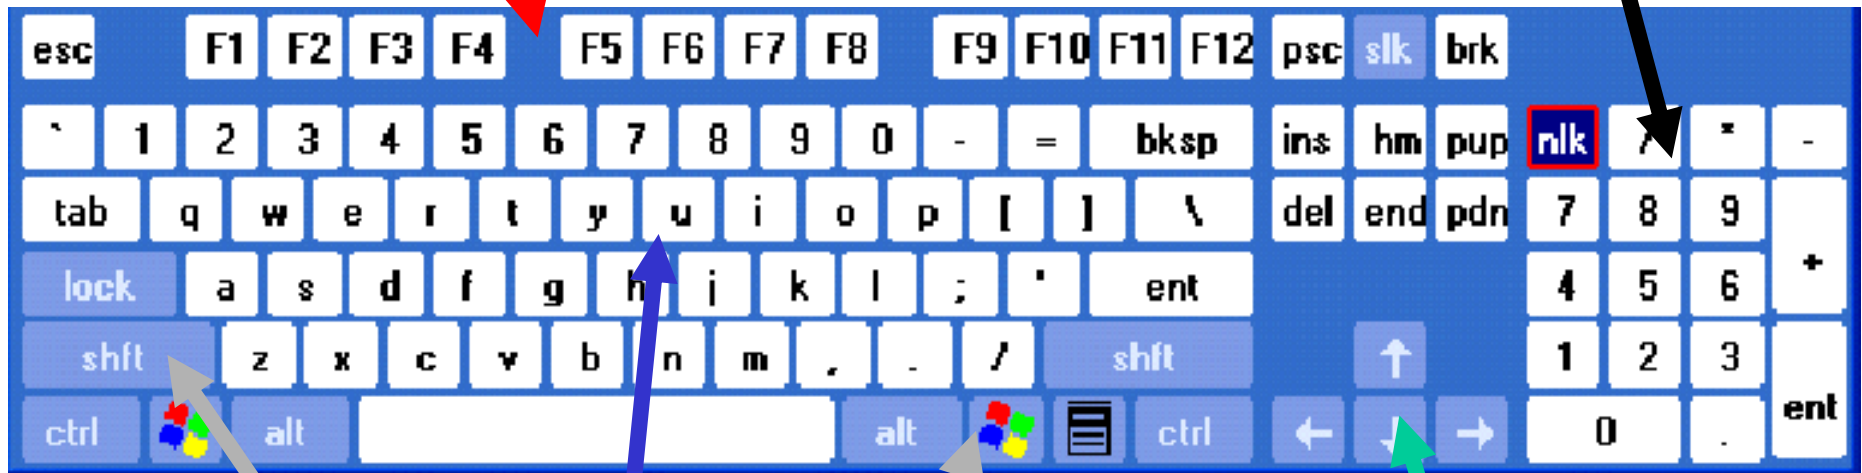 esc F1 F2 F3 F4 F5 F6 F7 F8 F9 F10 F11 F12 psc slk brk
` 1 2 3 4 5 6 7 8 9 0 - = bksp ins hm pup nlk / * -
tab q w e r t y u i o p [ ] \ del end pdn 7 8 9
lock a s d f g h j k l ; ' ent 4 5 6 +
shft z x c v b n m , . / shft ↑ 1 2 3
ctrl alt alt ctrl ← ↓ → 0 . ent